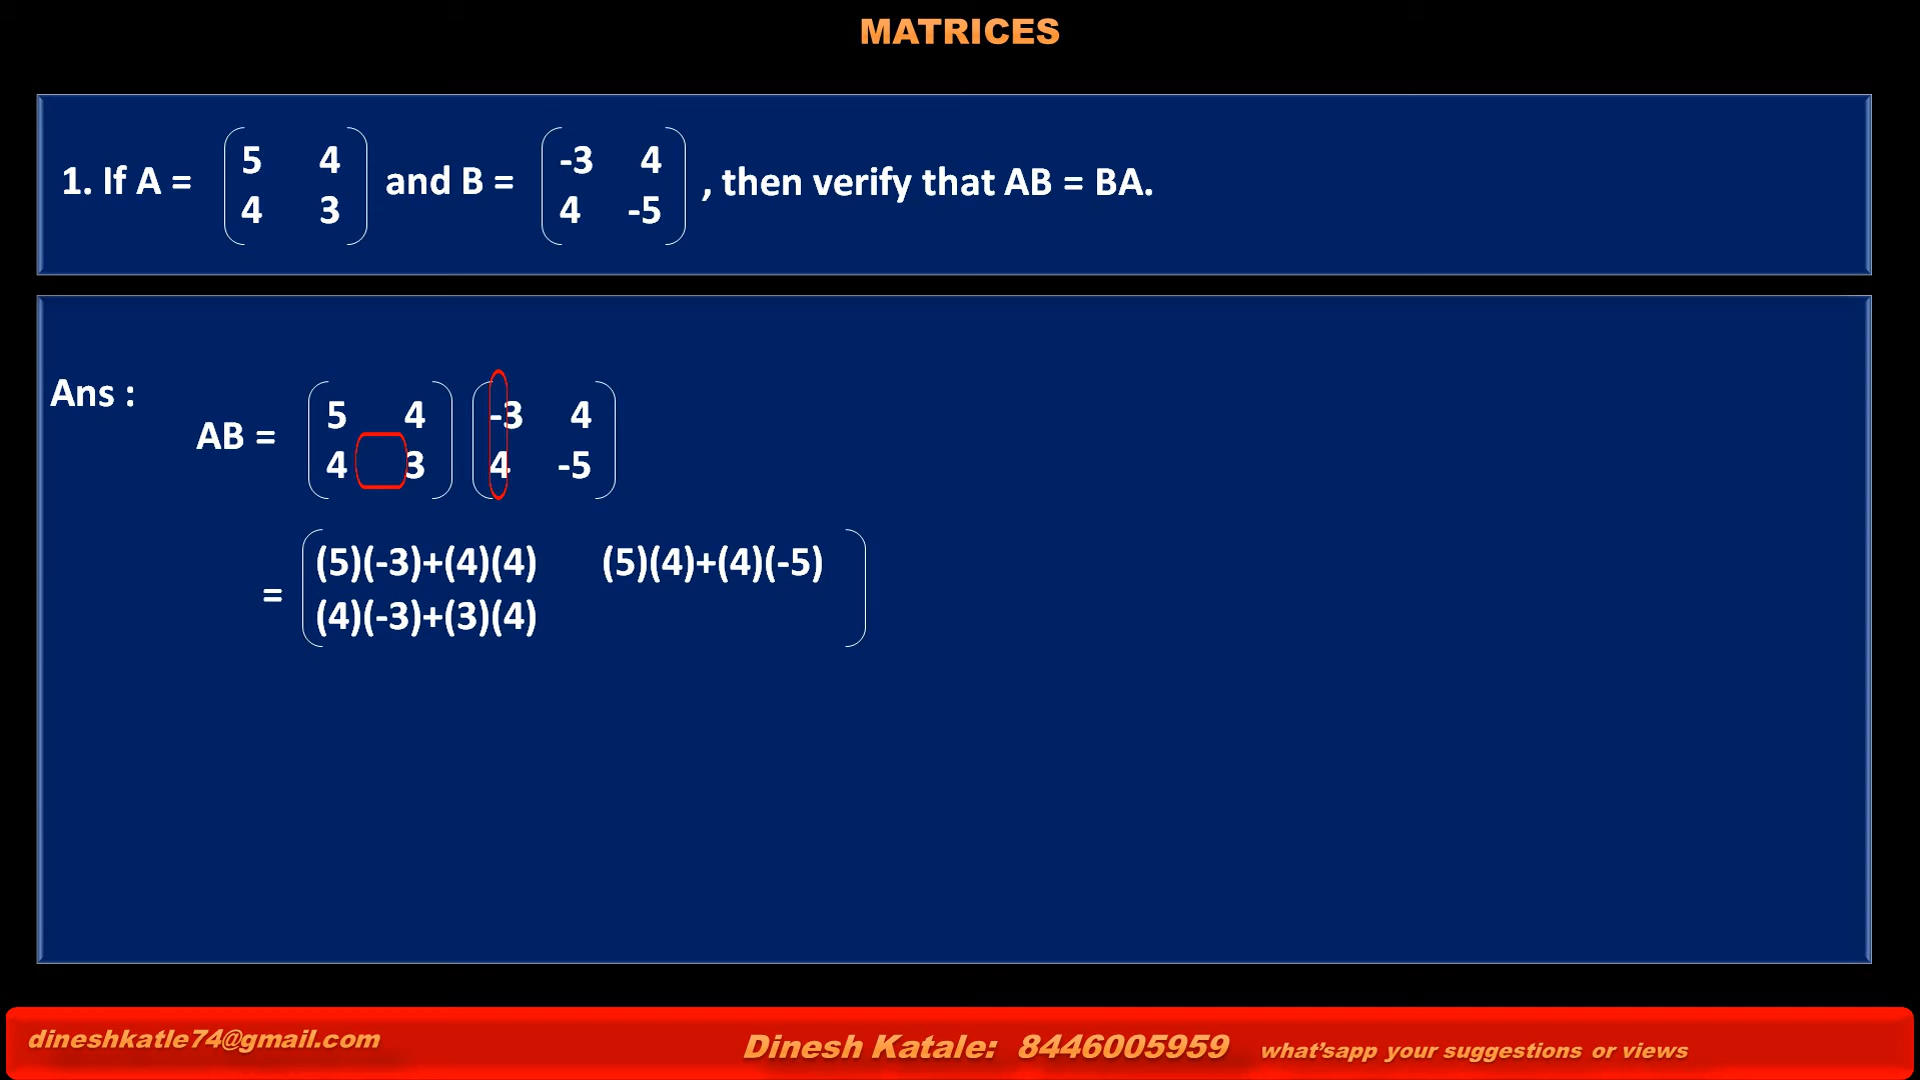 MATRICES
5 4 -3 4
1. If A = and B = , then verify that AB = BA.
4 3 4 -5
Ans :
5 4 -3 4
AB =
4 3 4 -5
(5)(-3)+(4)(4) (5)(4)+(4)(-5)
=
(4)(-3)+(3)(4)
dineshkatle74@gmail.com Dinesh Katale: 8446005959 what'sapp your suggestions or views